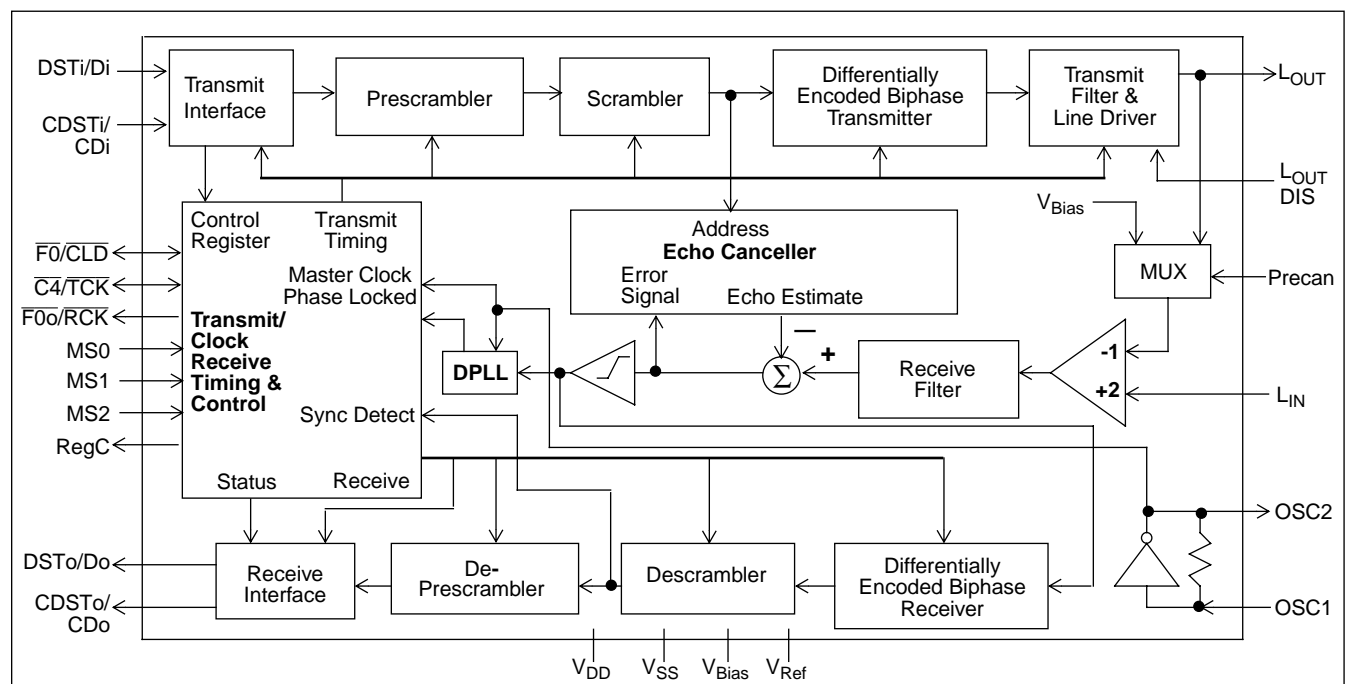 DSTi/Di
CDSTi/
CDi
Transmit
Interface
Prescrambler
Scrambler
Differentially
Encoded Biphase
Transmitter
Transmit
Filter &
Line Driver
LOUT
LOUT
DIS
VBias
MUX
Precan
Address
Echo Canceller
Error
Signal
Echo Estimate
Control
Register
Transmit
Timing
Master Clock
Phase Locked
Transmit/
Clock
Receive
Timing &
Control
Sync Detect
Status
Receive
F0/CLD
C4/TCK
F0o/RCK
MS0
MS1
MS2
RegC
DPLL
—
+
Σ
Receive
Filter
-1
+2
LIN
OSC2
OSC1
DSTo/Do
CDSTo/
CDo
Receive
Interface
De-
Prescrambler
Descrambler
Differentially
Encoded Biphase
Receiver
VDD
VSS
VBias
VRef